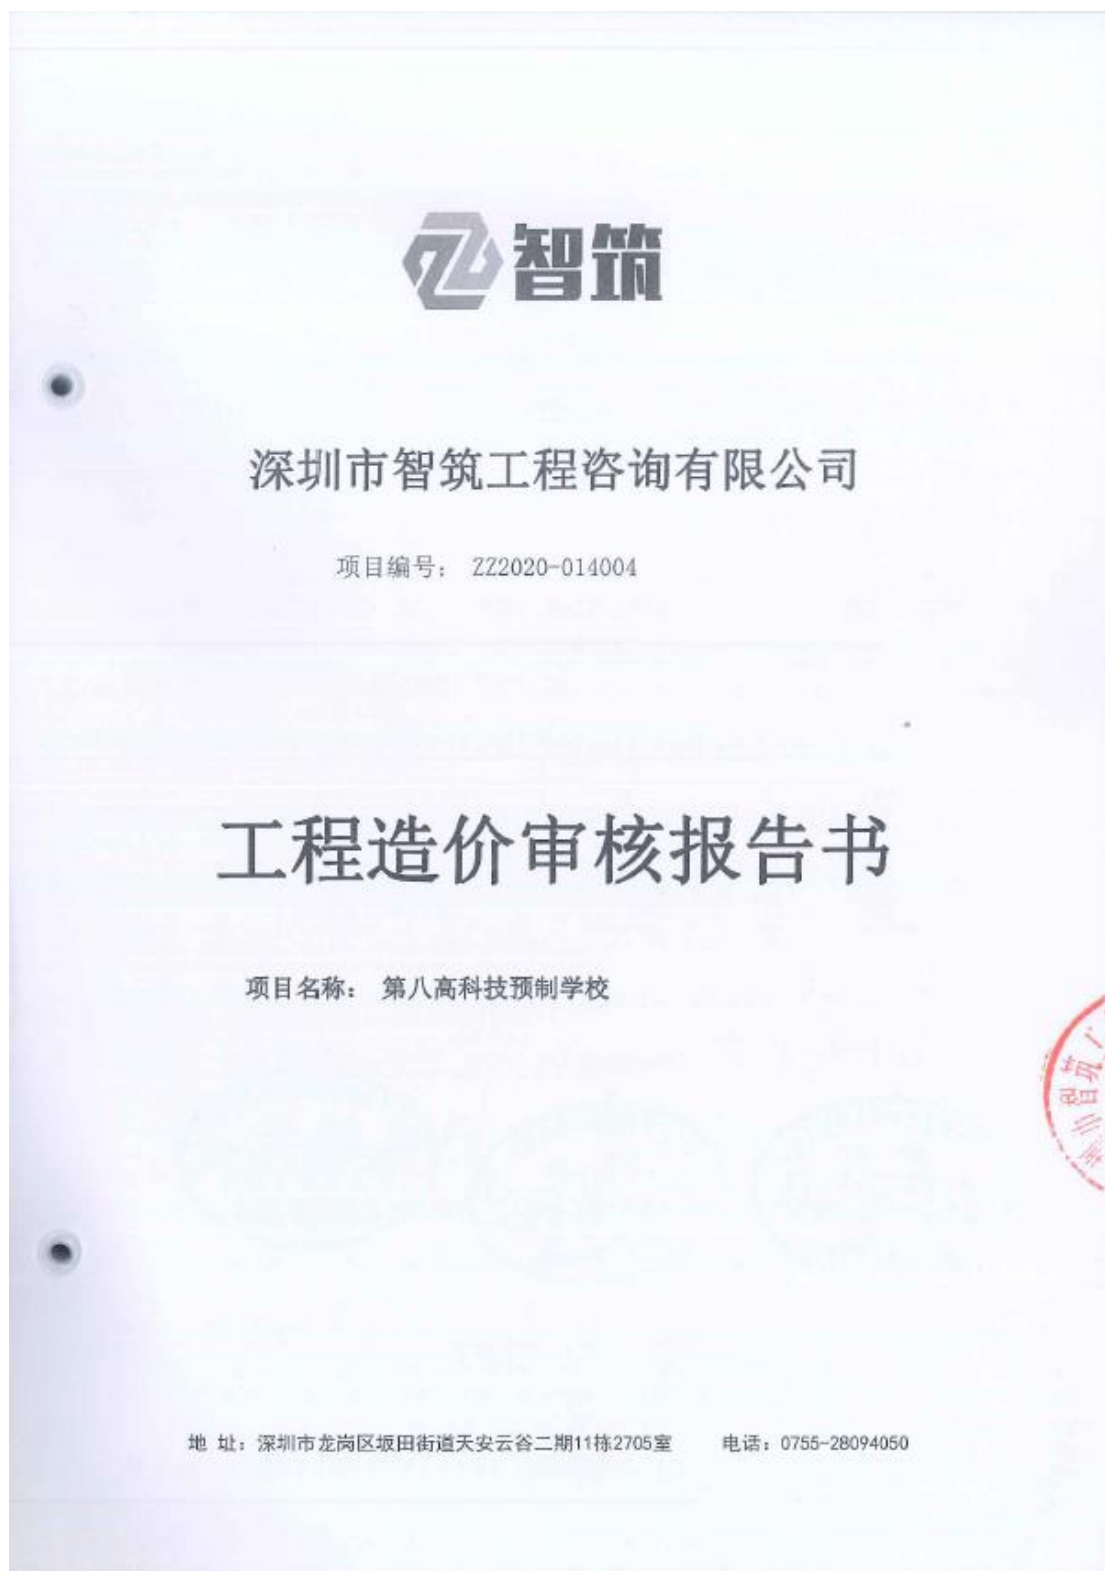 智筑
深圳市智筑工程咨询有限公司
项目编号： ZZ2020-014004
工程造价审核报告书
项目名称： 第八高科技预制学校
地 址：深圳市龙岗区坂田街道天安云谷二期11栋2705室 电话：0755-28094050